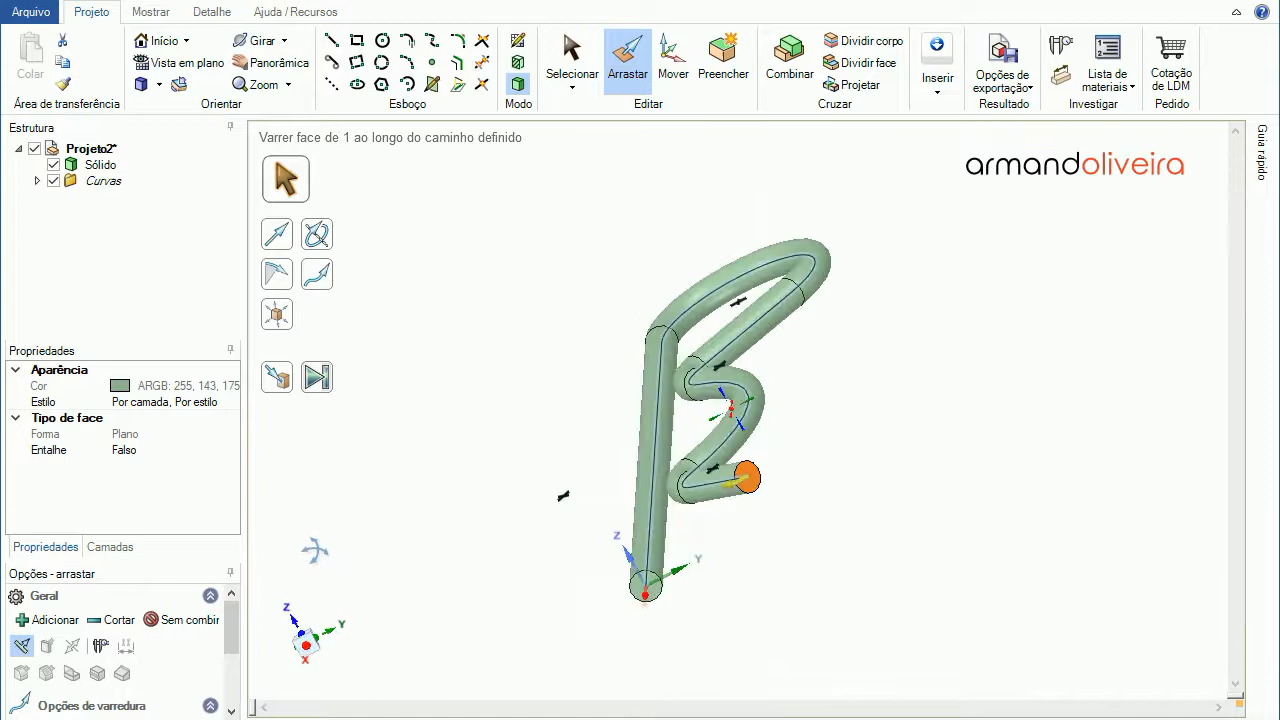 Arquivo Projeto Mostrar Detalhe Ajuda / Recursos
Colar
Área de transferência
Início
Vista em plano
Girar
Panorâmica
Zoom
Orientar
Esboço
Modo
Selecionar
Arrastar
Mover
Preencher
Editar
Combinar
Dividir corpo
Dividir face
Projetar
Cruzar
Inserir
Opções de
exportação
Resultado
Lista de
materiais
Investigar
Cotação
de LDM
Pedido
Estrutura
Projeto2*
Sólido
Curvas
Varrer face de 1 ao longo do caminho definido
armandoliveira
Guia rápido
Propriedades
Aparência
Cor ARGB: 255, 143, 175
Estilo Por camada, Por estilo
Tipo de face
Forma Plano
Entalhe Falso
Propriedades Camadas
Opções - arrastar
Geral
Adicionar Cortar Sem combir
Opções de varredura
Z
Y
Z
Y
X